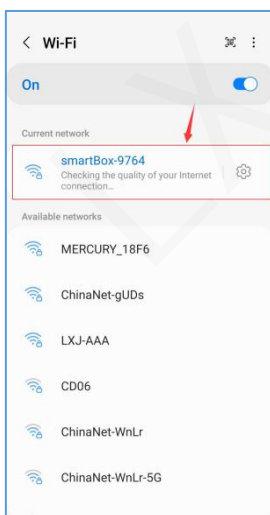 Wi-Fi
On
Current network
smartBox-9764
Checking the quality of your Internet
connection...
Available networks
MERCURY_18F6
ChinaNet-gUDs
LXJ-AAA
CD06
ChinaNet-WnLr
ChinaNet-WnLr-5G